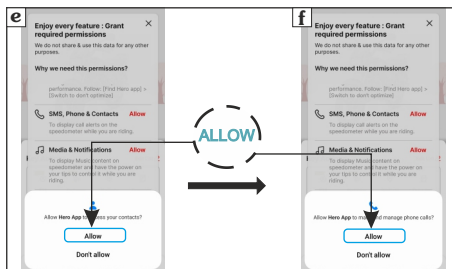 e
Enjoy every feature : Grant
required permissions
We do not share & use this data for any other
purposes.
Why we need this permissions?
performance. Follow: [Find Hero app] >
[Switch to don't optimize]
SMS, Phone & Contacts Allow
To display call alerts on the
speedometer while you are riding.
Media & Notifications Allow
To display Music content on
speedometer and have the power on
your tips to control it while you are
riding.
Allow Hero App to access your contacts?
Allow
Don't allow
ALLOW
f
Enjoy every feature : Grant
required permissions
We do not share & use this data for any other
purposes.
Why we need this permissions?
performance. Follow: [Find Hero app] >
[Switch to don't optimize]
SMS, Phone & Contacts Allow
To display call alerts on the
speedometer while you are riding.
Media & Notifications Allow
To display Music content on
speedometer and have the power on
your tips to control it while you are
riding.
Allow Hero App to make and manage phone calls?
Allow
Don't allow